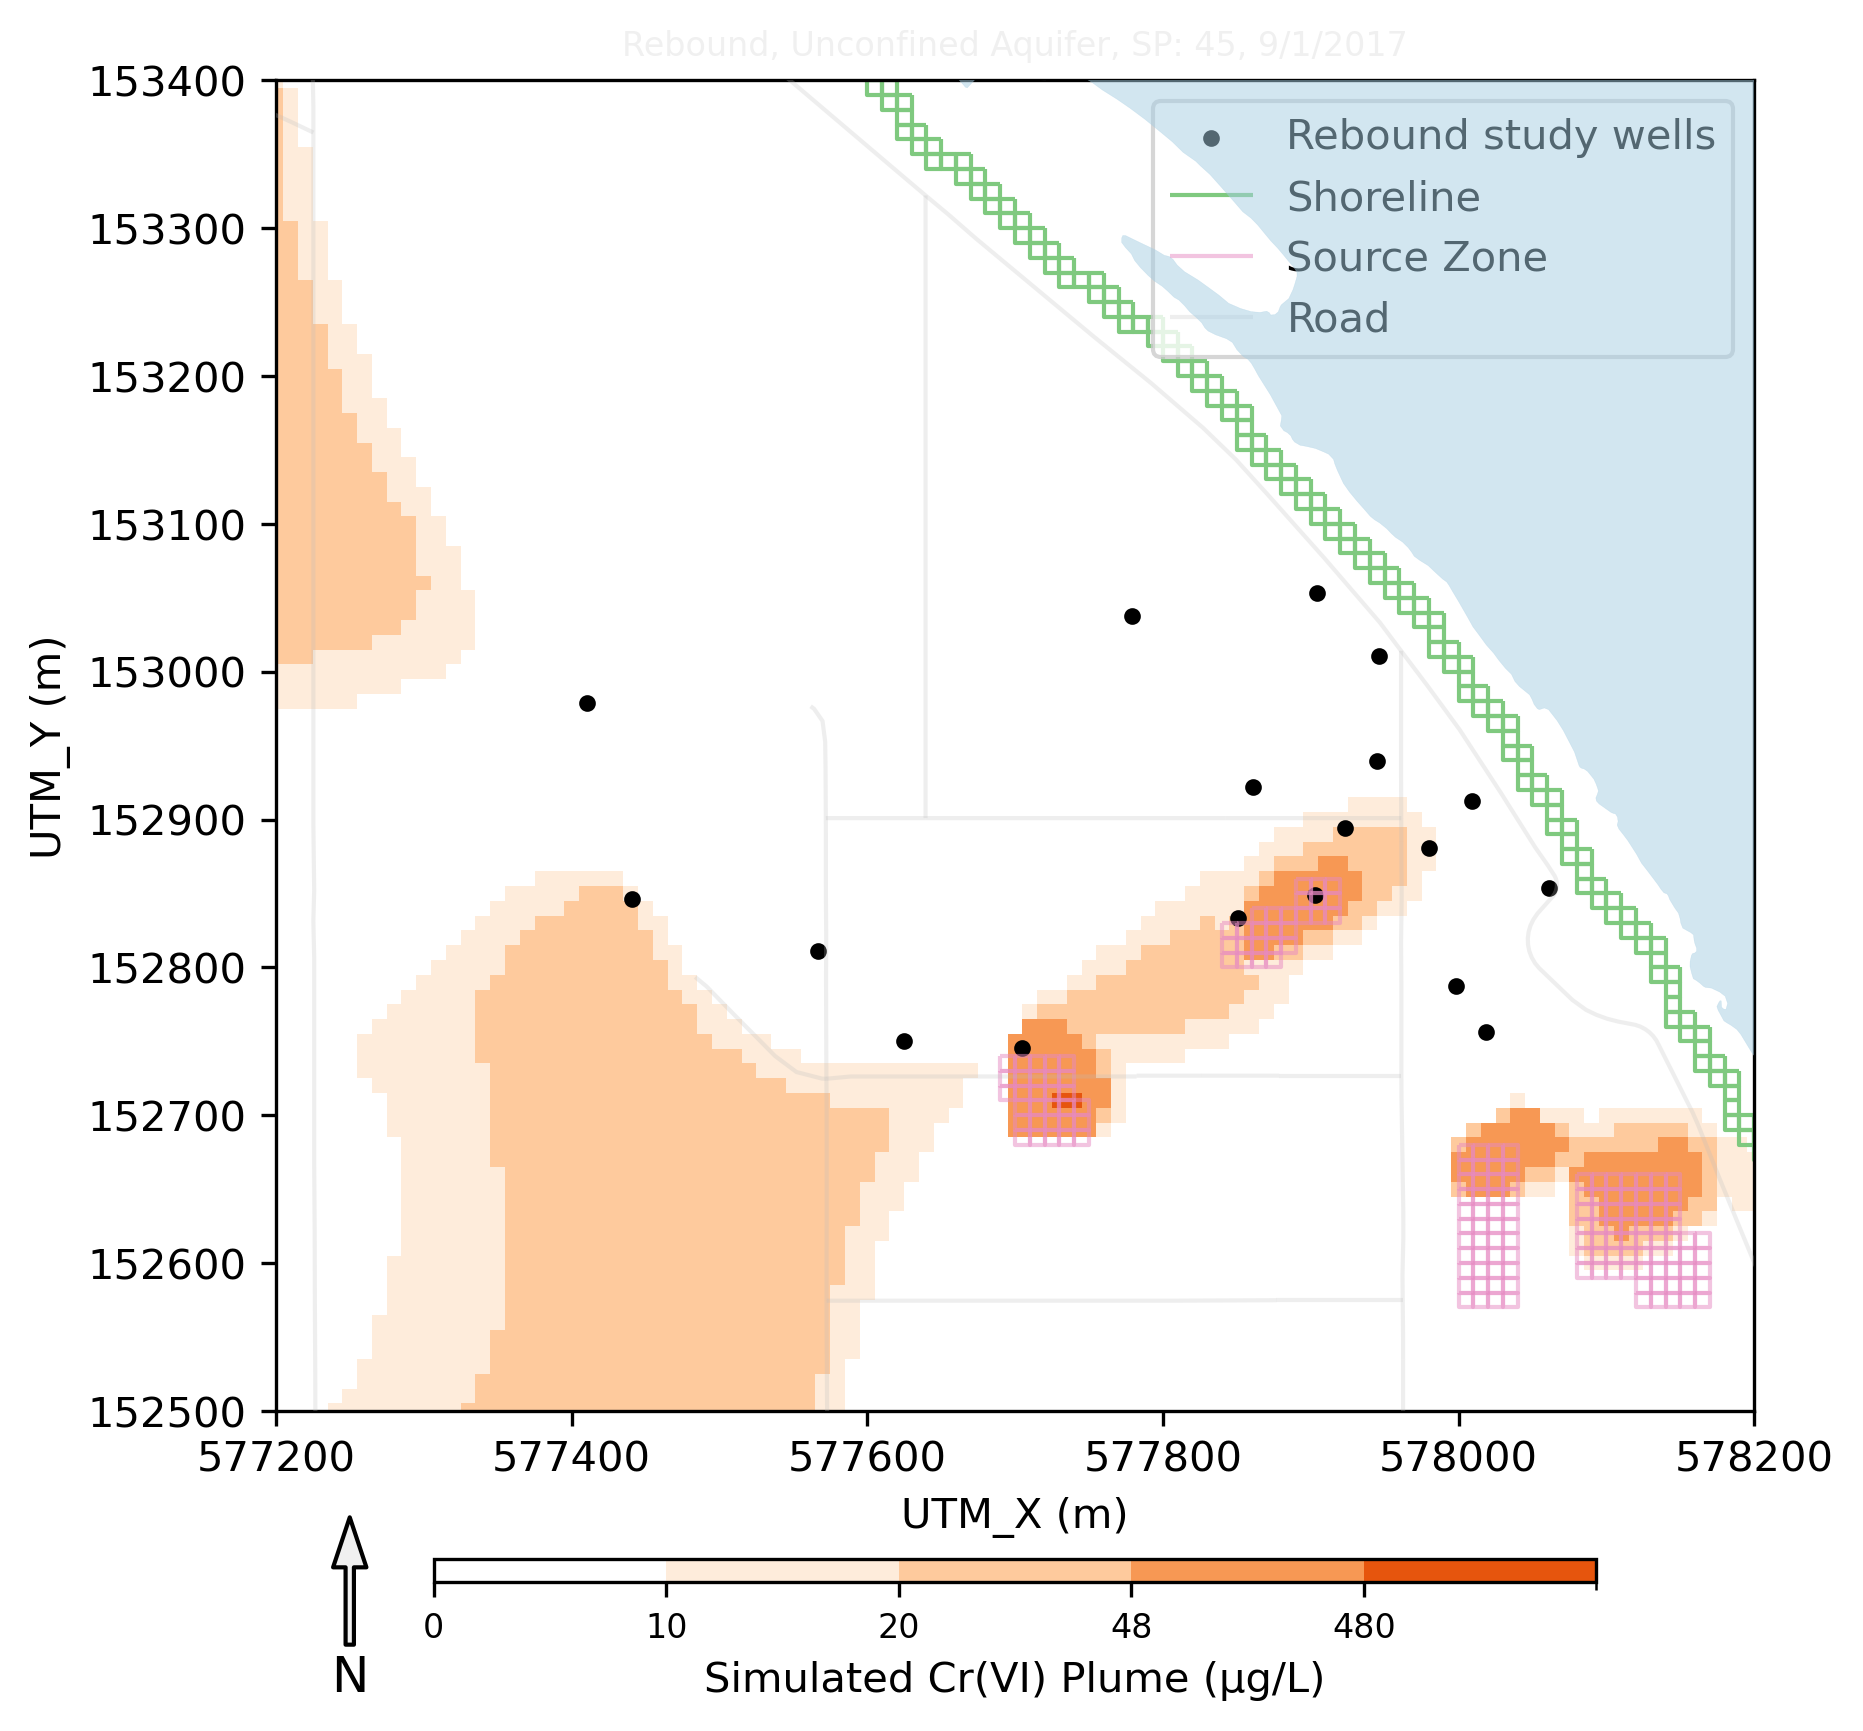 Rebound, Unconfined Aquifer, SP: 45, 9/1/2017
153400
153300
153200
153100
153000
152900
152800
152700
152600
152500
UTM_Y (m)
Rebound study wells
Shoreline
Source Zone
Road
577200 577400 577600 577800 578000 578200
UTM_X (m)
N
0 10 20 48 480
Simulated Cr(VI) Plume (μg/L)